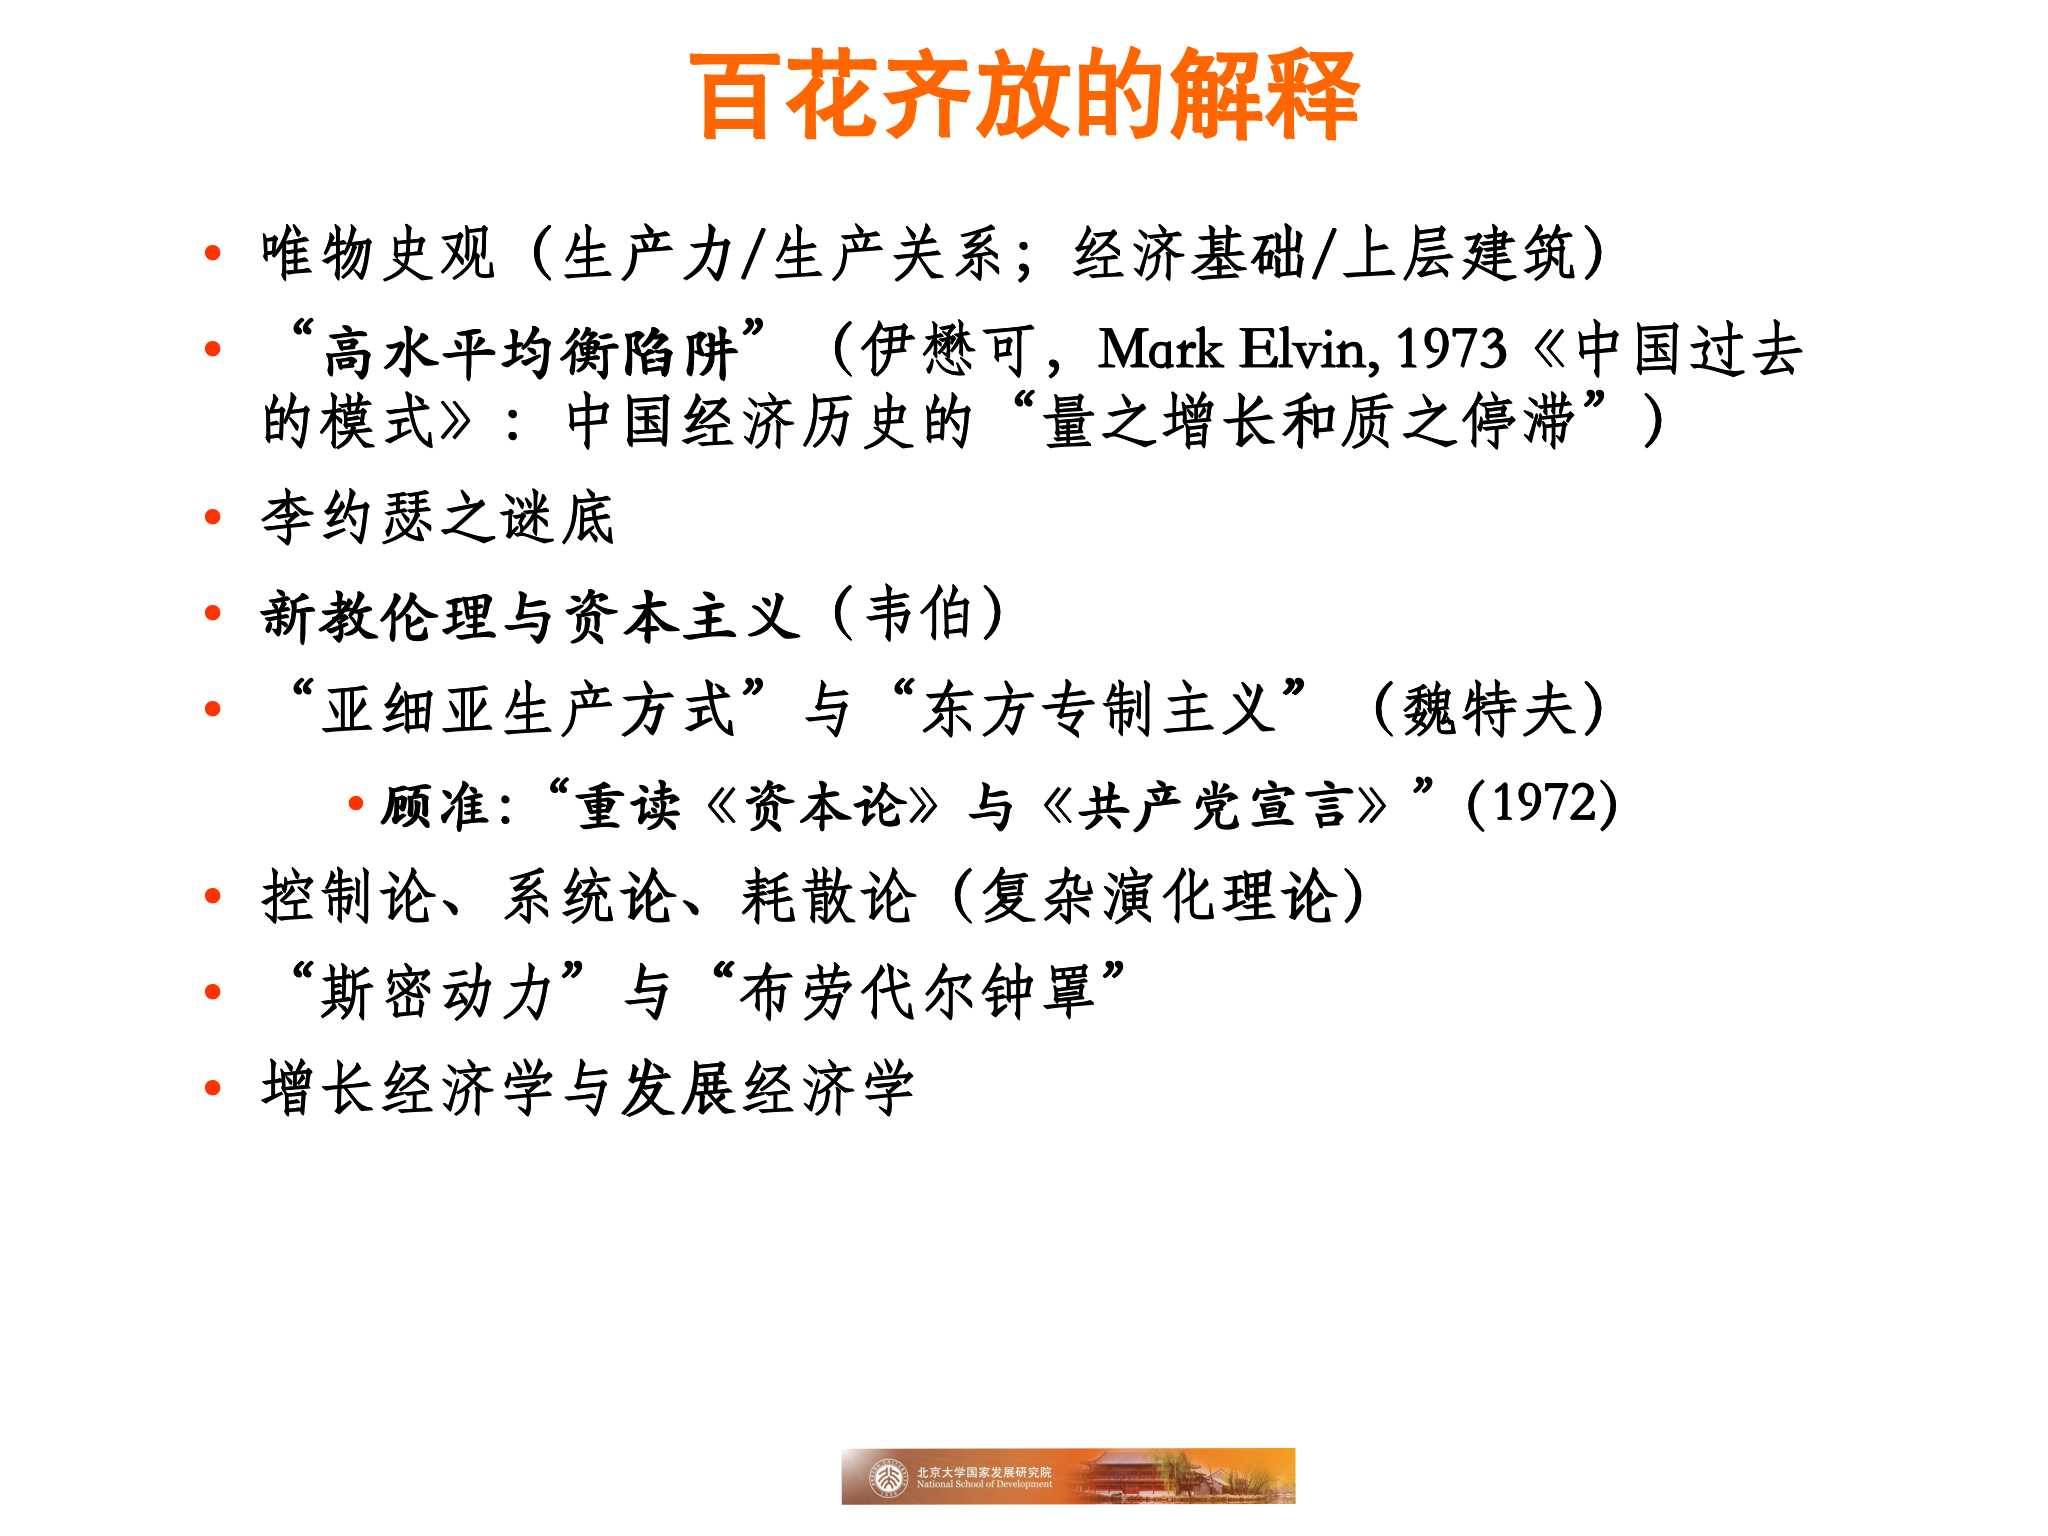 百花齐放的解释
• 唯物史观（生产力/生产关系；经济基础/上层建筑）
• “高水平均衡陷阱”（伊懋可，Mark Elvin, 1973《中国过去
的模式》：中国经济历史的“量之增长和质之停滞”）
• 李约瑟之谜底
• 新教伦理与资本主义（韦伯）
• “亚细亚生产方式”与“东方专制主义”（魏特夫）
• 顾准：“重读《资本论》与《共产党宣言》”(1972)
• 控制论、系统论、耗散论（复杂演化理论）
• “斯密动力”与“布劳代尔钟罩”
• 增长经济学与发展经济学
北京大学国家发展研究院
National School of Development